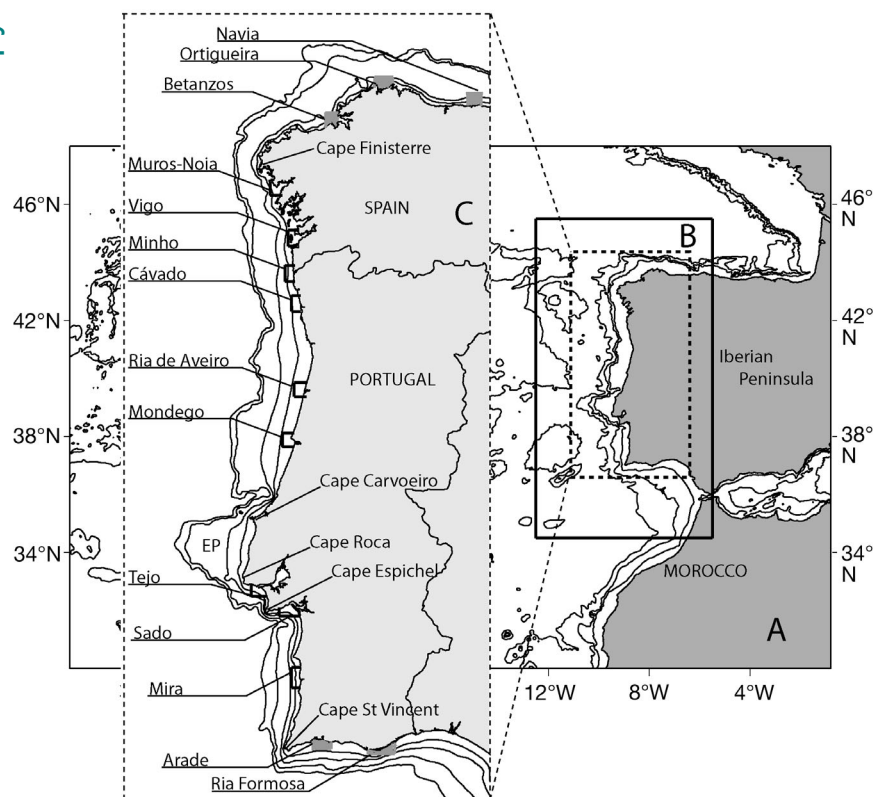 Navia
Ortigueira
Betanzos
Cape Finisterre
Muros-Noia
46°N
46°
N
Vigo
SPAIN
C
B
Minho
Cávado
42°N
42°
N
Ria de Aveiro
PORTUGAL
Iberian
Peninsula
Mondego
38°N
38°
N
Cape Carvoeiro
EP
Cape Roca
34°N
34°
N
Tejo
Cape Espichel
MOROCCO
Sado
A
Mira
12°W
8°W
4°W
Cape St Vincent
Arade
Ria Formosa